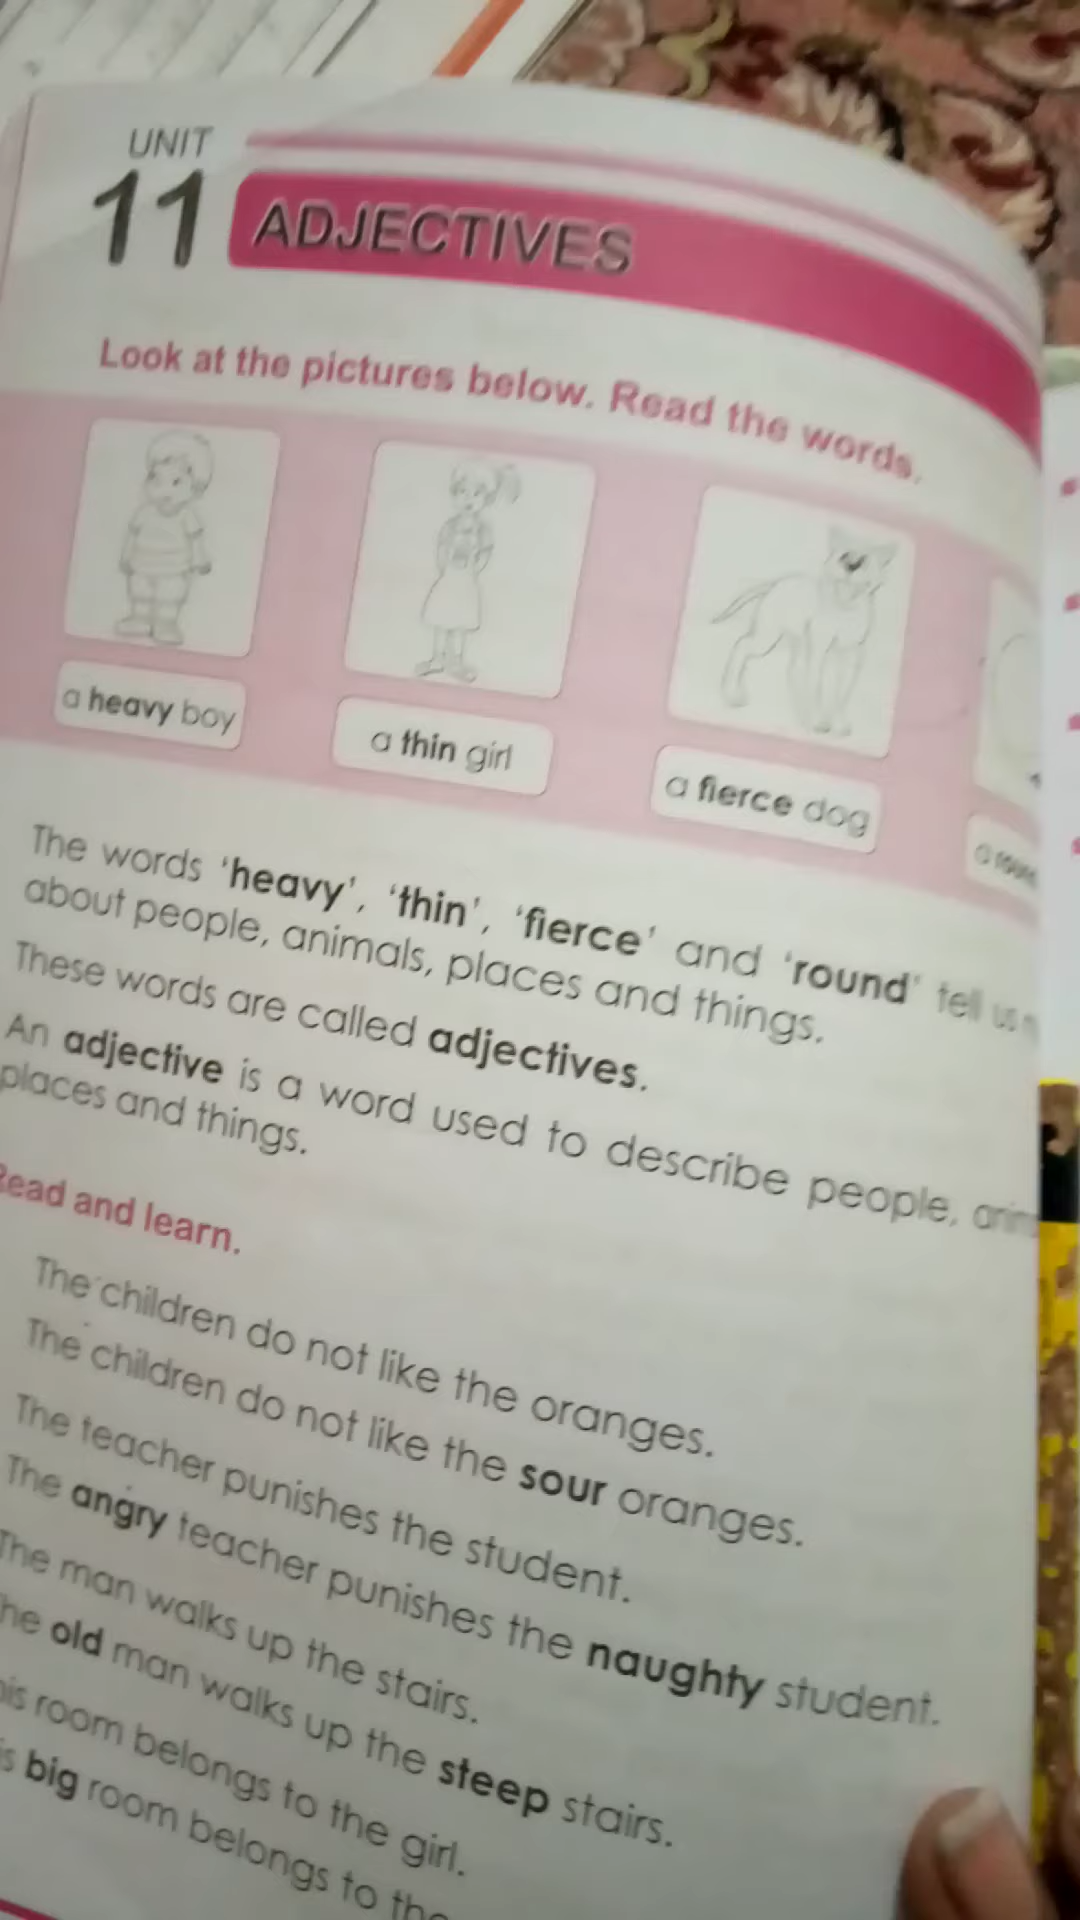 UNIT
11 ADJECTIVES
Look at the pictures below. Read the words.
a heavy boy
a thin girl
a fierce dog
a
The words ‘heavy’, ‘thin’, ‘fierce’ and ‘round’ tell us
about people, animals, places and things.
These words are called adjectives.
An adjective is a word used to describe people,
places and things.
Read and learn.
The children do not like the oranges.
The children do not like the sour oranges.
The teacher punishes the student.
The angry teacher punishes the naughty student.
The man walks up the stairs.
The old man walks up the steep stairs.
room belongs to the girl.
big room belongs to